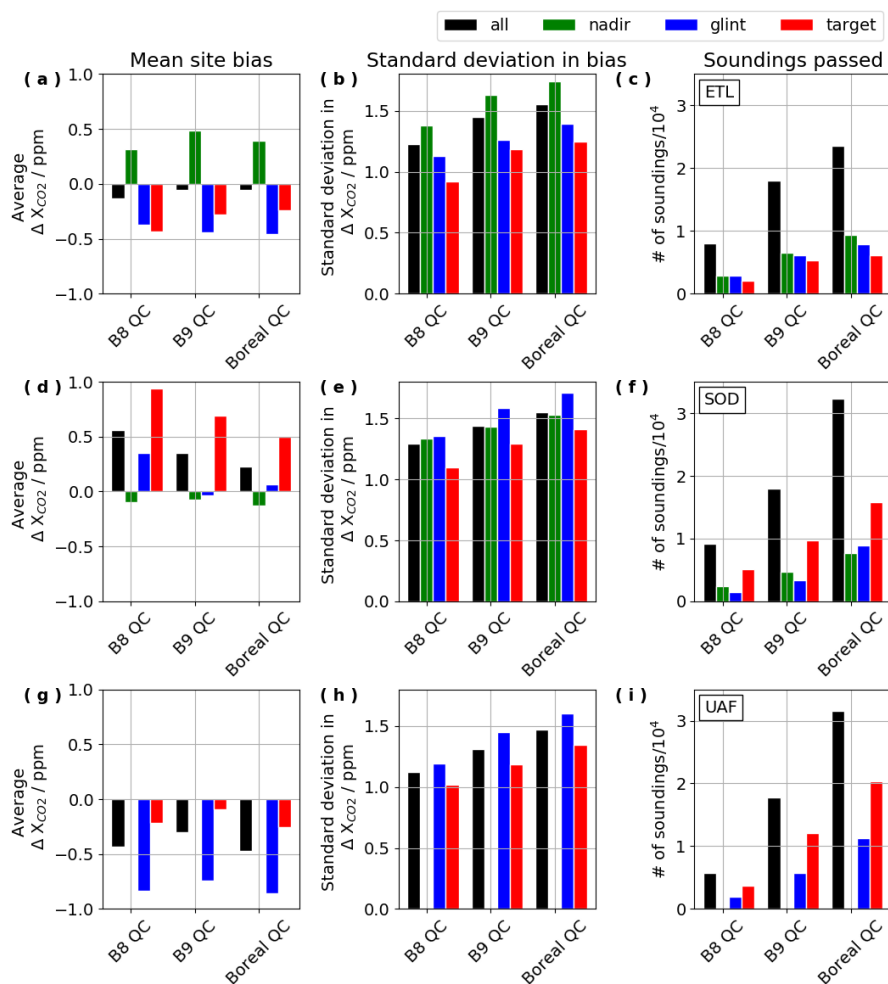 all nadir glint target
Mean site bias Standard deviation in bias Soundings passed
( a ) ( b ) ( c )
Average
Δ X_CO2 / ppm
1.0
0.5
0.0
−0.5
−1.0
B8 QC B9 QC Boreal QC
Standard deviation in
Δ X_CO2 / ppm
1.5
1.0
0.5
0.0
B8 QC B9 QC Boreal QC
ETL
# of soundings/10^4
3
2
1
0
B8 QC B9 QC Boreal QC
( d ) ( e ) ( f )
Average
Δ X_CO2 / ppm
1.0
0.5
0.0
−0.5
−1.0
B8 QC B9 QC Boreal QC
Standard deviation in
Δ X_CO2 / ppm
1.5
1.0
0.5
0.0
B8 QC B9 QC Boreal QC
SOD
# of soundings/10^4
3
2
1
0
B8 QC B9 QC Boreal QC
( g ) ( h ) ( i )
Average
Δ X_CO2 / ppm
1.0
0.5
0.0
−0.5
−1.0
B8 QC B9 QC Boreal QC
Standard deviation in
Δ X_CO2 / ppm
1.5
1.0
0.5
0.0
B8 QC B9 QC Boreal QC
UAF
# of soundings/10^4
3
2
1
0
B8 QC B9 QC Boreal QC